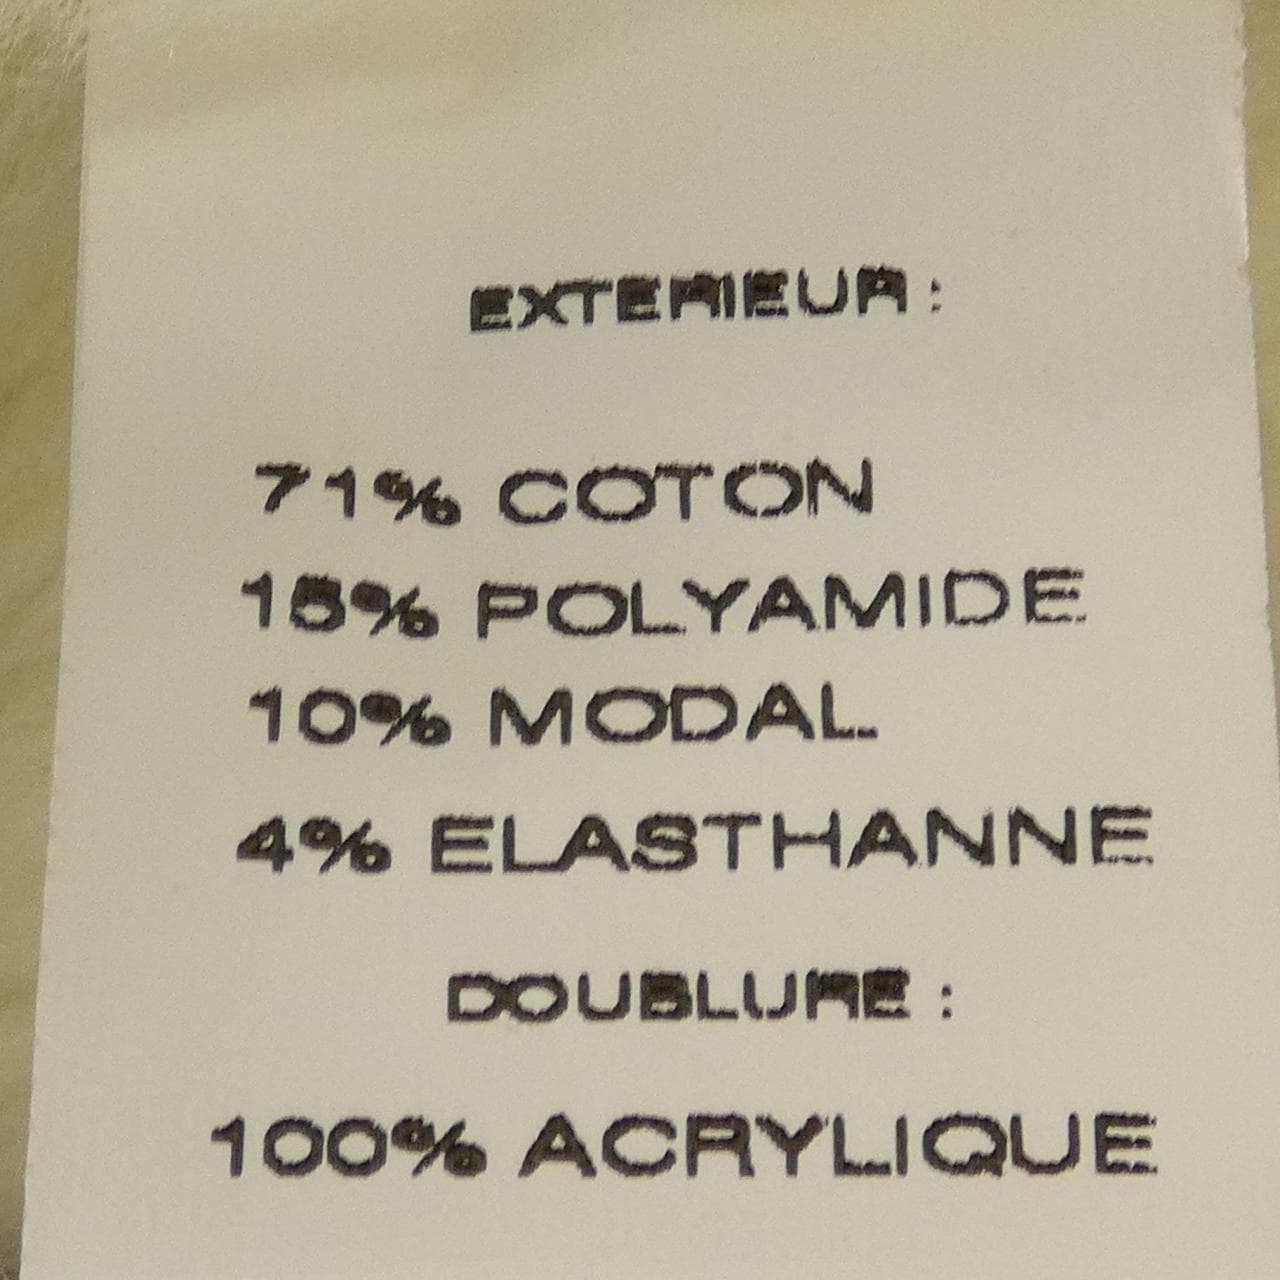 EXTERIEUR :
71% COTON
15% POLYAMIDE
10% MODAL
4% ELASTHANNE
DOUBLURE :
100% ACRYLIQUE